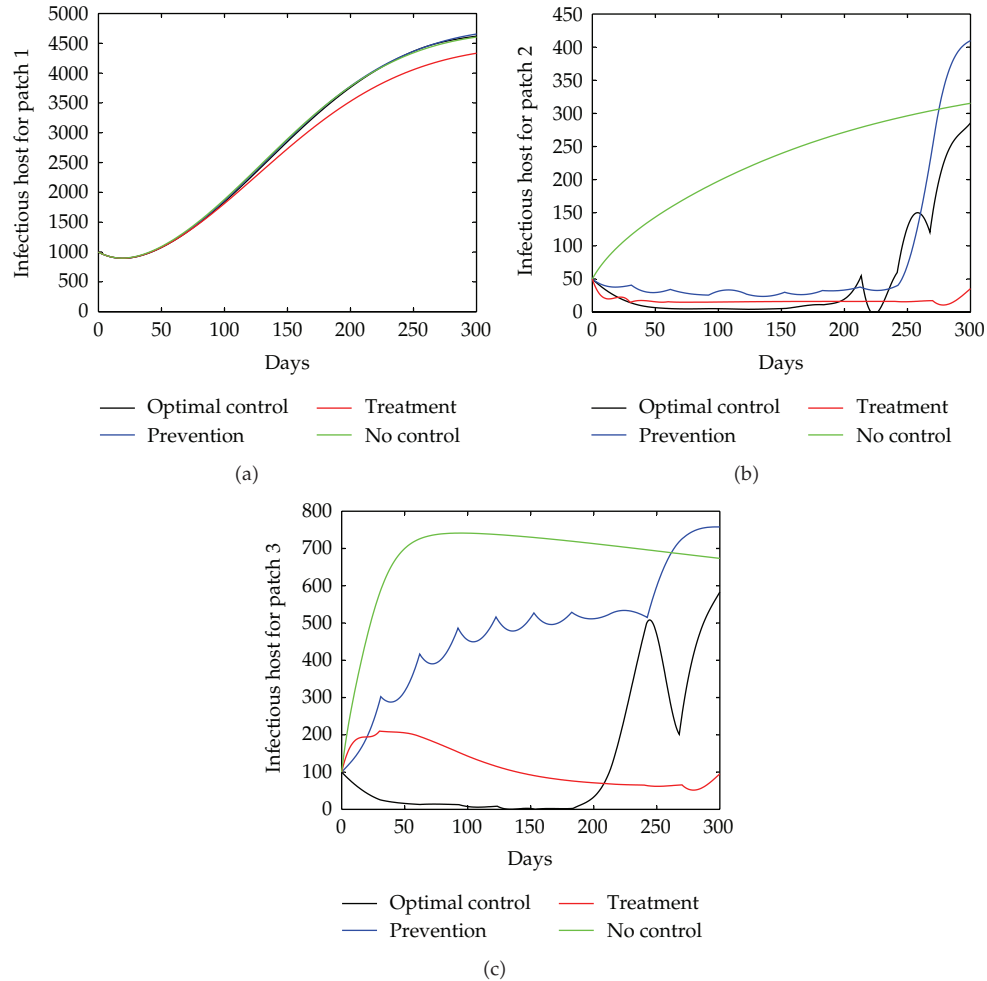 5000
4500
4000
3500
3000
2500
2000
1500
1000
500
0
Infectious host for patch 1
0 50 100 150 200 250 300
Days
Optimal control Treatment
Prevention No control
(a)
450
400
350
300
250
200
150
100
50
0
Infectious host for patch 2
0 50 100 150 200 250 300
Days
Optimal control Treatment
Prevention No control
(b)
800
700
600
500
400
300
200
100
0
Infectious host for patch 3
0 50 100 150 200 250 300
Days
Optimal control Treatment
Prevention No control
(c)